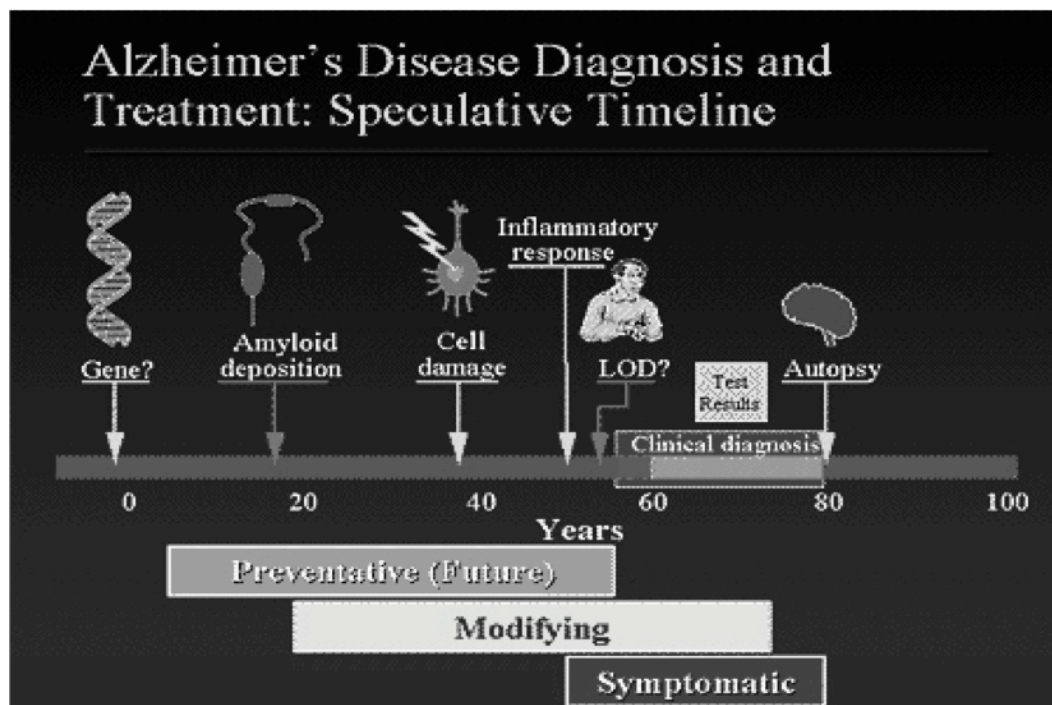 Alzheimer's Disease Diagnosis and
Treatment: Speculative Timeline
Inflammatory
response
Gene?
Amyloid
deposition
Cell
damage
LOD?
Test
Results
Autopsy
Clinical diagnosis
0 20 40 60 80 100
Years
Preventative (Future)
Modifying
Symptomatic